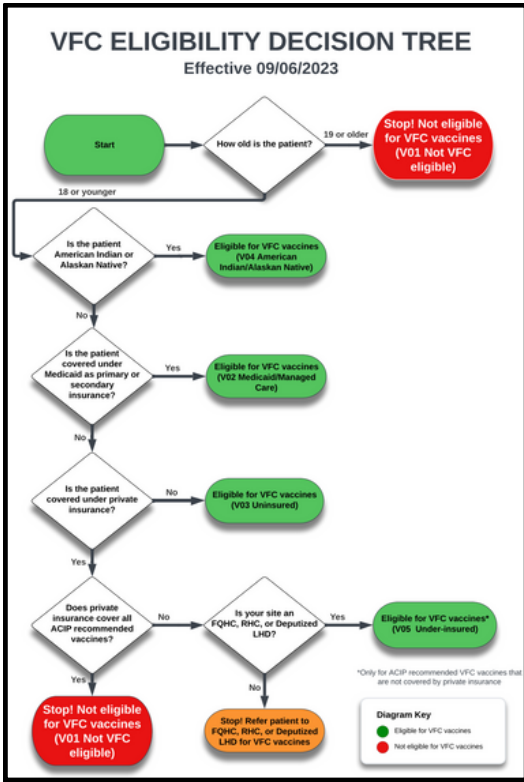 VFC ELIGIBILITY DECISION TREE
Effective 09/06/2023
Start
How old is the patient?
19 or older
Stop! Not eligible
for VFC vaccines
(V01 Not VFC
eligible)
18 or younger
Is the patient
American Indian or
Alaskan Native?
Yes
Eligible for VFC vaccines
(V04 American
Indian/Alaskan Native)
No
Is the patient
covered under
Medicaid as primary or
secondary
insurance?
Yes
Eligible for VFC vaccines
(V02 Medicaid/Managed
Care)
No
Is the patient
covered under private
insurance?
No
Eligible for VFC vaccines
(V03 Uninsured)
Yes
Does private
insurance cover all
ACIP recommended
vaccines?
No
Is your site an
FQHC, RHC, or Deputized
LHD?
Yes
Eligible for VFC vaccines*
(V05 Under-insured)
*Only for ACIP recommended VFC vaccines that
are not covered by private insurance
Yes
Stop! Not eligible
for VFC vaccines
(V01 Not VFC
eligible)
No
Stop! Refer patient to
FQHC, RHC, or Deputized
LHD for VFC vaccines
Diagram Key
Eligible for VFC vaccines
Not eligible for VFC vaccines